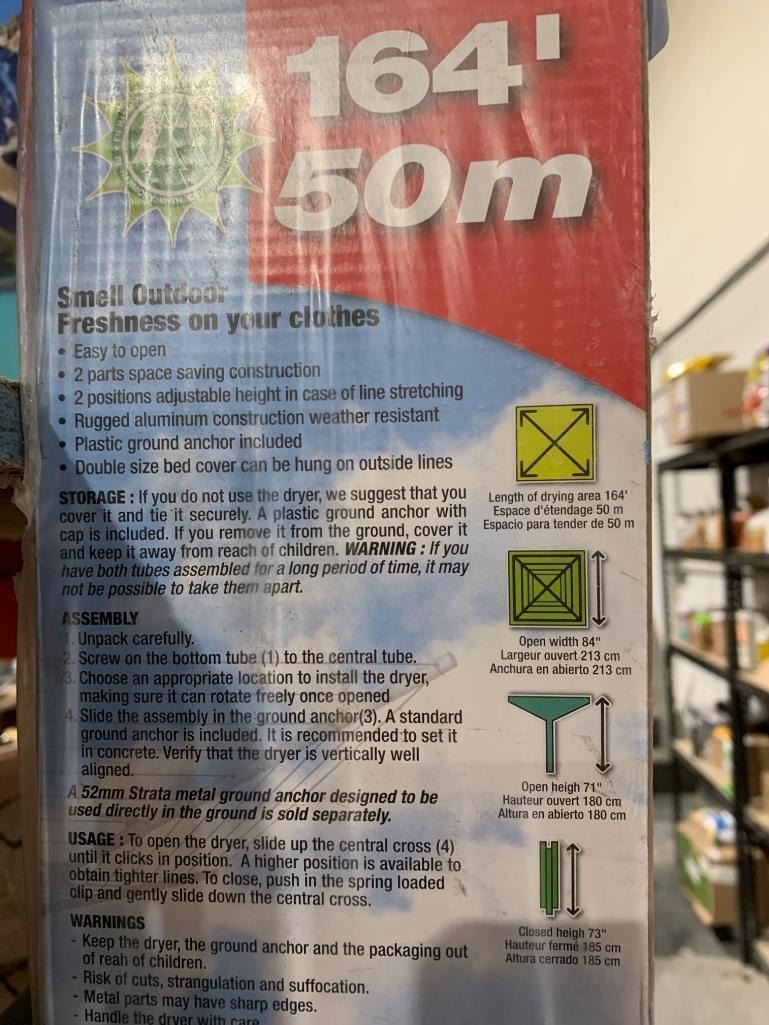 164'
50m
Smell Outdoor
Freshness on your clothes
• Easy to open
• 2 parts space saving construction
• 2 positions adjustable height in case of line stretching
• Rugged aluminum construction weather resistant
• Plastic ground anchor included
• Double size bed cover can be hung on outside lines
STORAGE : If you do not use the dryer, we suggest that you
cover it and tie it securely. A plastic ground anchor with
cap is included. If you remove it from the ground, cover it
and keep it away from reach of children. WARNING : If you
have both tubes assembled for a long period of time, it may
not be possible to take them apart.
ASSEMBLY
1. Unpack carefully.
2. Screw on the bottom tube (1) to the central tube.
3. Choose an appropriate location to install the dryer,
making sure it can rotate freely once opened
4. Slide the assembly in the ground anchor(3). A standard
ground anchor is included. It is recommended to set it
in concrete. Verify that the dryer is vertically well
aligned.
A 52mm Strata metal ground anchor designed to be
used directly in the ground is sold separately.
USAGE : To open the dryer, slide up the central cross (4)
until it clicks in position. A higher position is available to
obtain tighter lines. To close, push in the spring loaded
clip and gently slide down the central cross.
WARNINGS
- Keep the dryer, the ground anchor and the packaging out
of reah of children.
- Risk of cuts, strangulation and suffocation.
- Metal parts may have sharp edges.
- Handle the dryer with care
Length of drying area 164'
Espace d'étendage 50 m
Espacio para tender de 50 m
Open width 84"
Largeur ouvert 213 cm
Anchura en abierto 213 cm
Open heigh 71"
Hauteur ouvert 180 cm
Altura en abierto 180 cm
Closed heigh 73"
Hauteur fermé 185 cm
Altura cerrado 185 cm